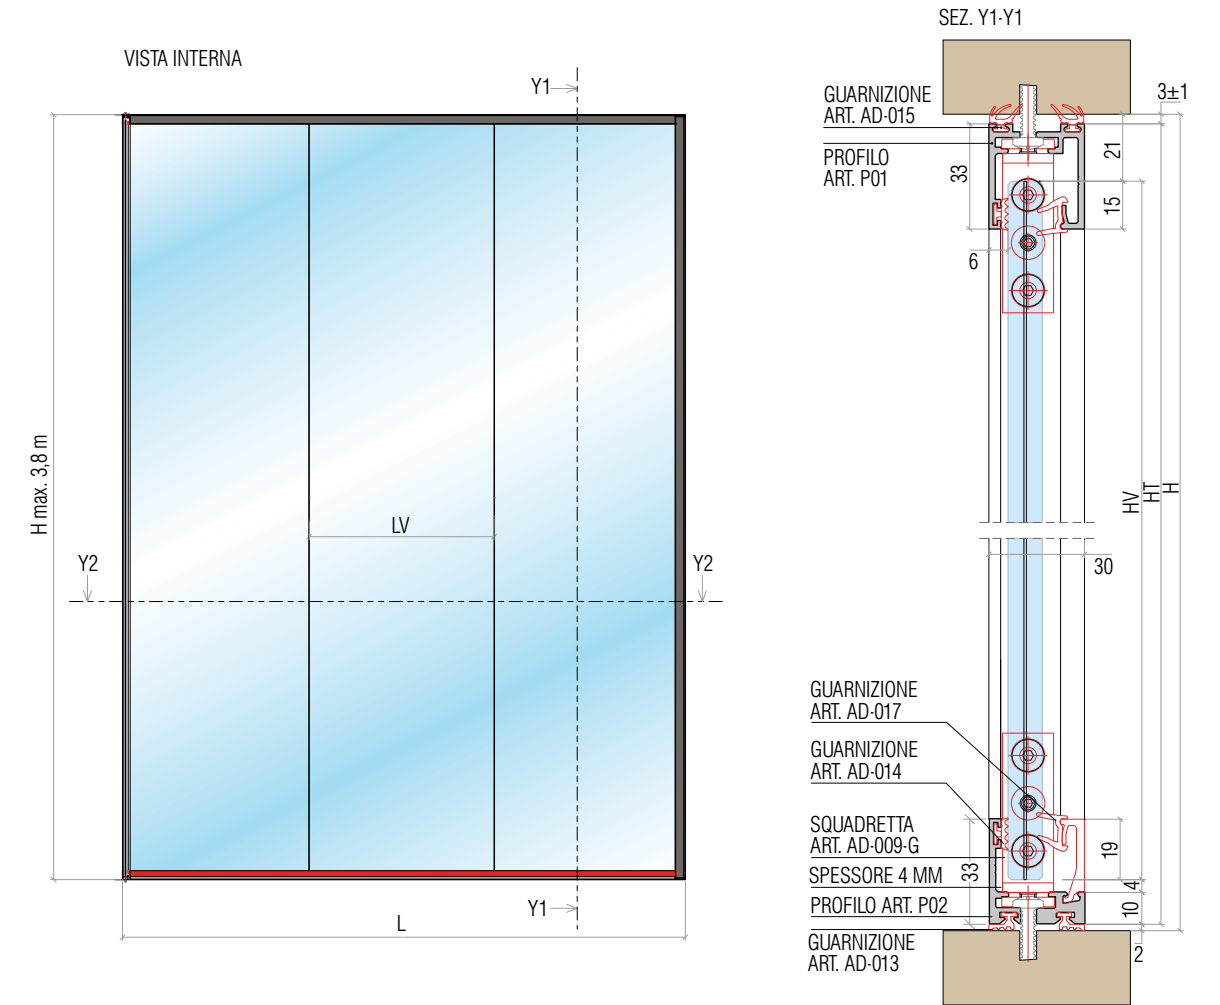 VISTA INTERNA
Y1
H max. 3,8 m
LV
Y2
Y2
Y1
L
SEZ. Y1-Y1
GUARNIZIONE
ART. AD-015
PROFILO
ART. P01
3±1
33
21
15
6
HV
HT
H
30
GUARNIZIONE
ART. AD-017
GUARNIZIONE
ART. AD-014
SQUADRETTA
ART. AD-009-G
SPESSORE 4 MM
PROFILO ART. P02
GUARNIZIONE
ART. AD-013
33
19
4
10
2